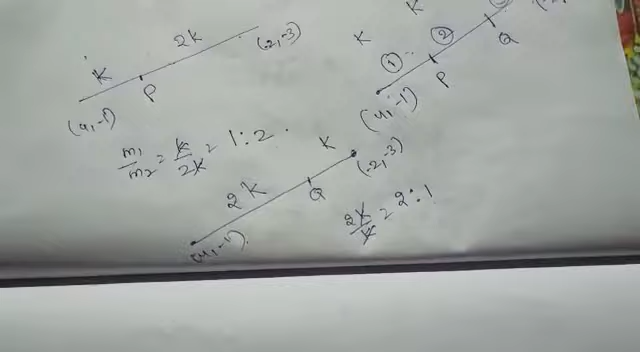 K 2K (-2,-3)
P
(4,-1)
m1/m2 = K/2K = 1:2.
K
K
① ②
P Q
(4,-1)
2K K
Q (-2,-3)
(4,-1)
2K/K = 2:1